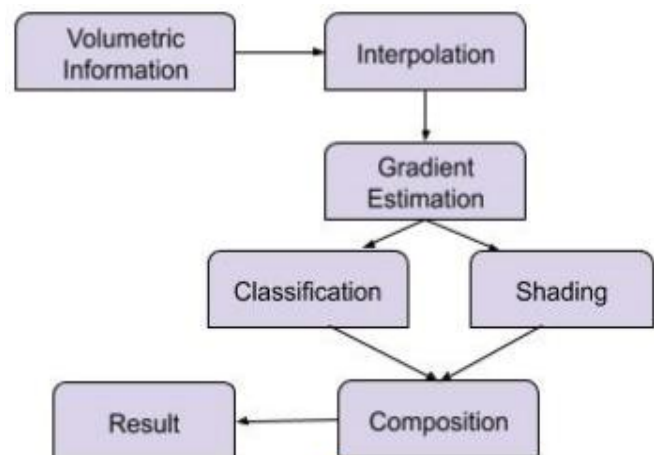 Volumetric
Information
Interpolation
Gradient
Estimation
Classification
Shading
Result
Composition